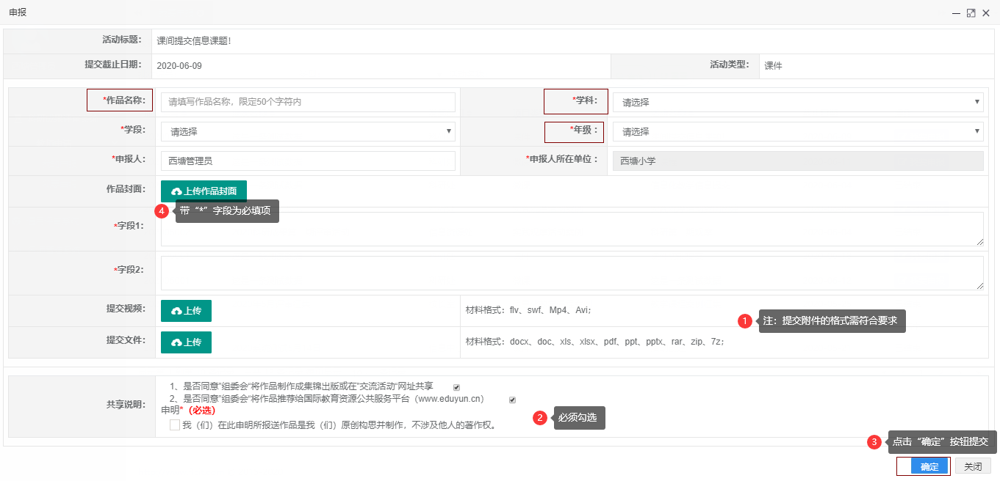 申报
活动标题: 课间提交信息课题!
提交截止日期: 2020-06-09 活动类型: 课件
*作品名称: 请填写作品名称，限定50个字符内 *学科: 请选择
*学段: 请选择 *年级: 请选择
*申报人: 西塘管理员 *申报人所在单位: 西塘小学
作品封面: 上传作品封面
4 带“*”字段为必填项
*字段1:
*字段2:
提交视频: 上传 材料格式：flv、swf、Mp4、Avi;
1 注：提交附件的格式需符合要求
提交文件: 上传 材料格式：docx、doc、xls、xlsx、pdf、ppt、pptx、rar、zip、7z;
共享说明:
1、是否同意"组委会"将作品制作成集锦出版或在"交流活动"网址共享
2、是否同意"组委会"将作品推荐给国际教育资源公共服务平台（www.eduyun.cn）
申明*（必选）
我（们）在此申明所报送作品是我（们）原创构思并制作，不涉及他人的著作权。
2 必须勾选
3 点击“确定”按钮提交
确定 关闭